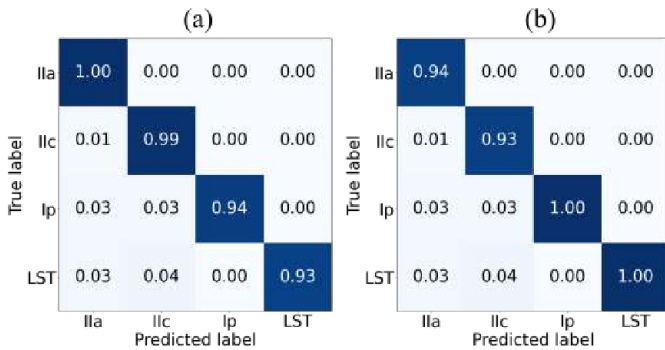 (a)
True label
IIa 1.00 0.00 0.00 0.00
IIc 0.01 0.99 0.00 0.00
Ip 0.03 0.03 0.94 0.00
LST 0.03 0.04 0.00 0.93
IIa IIc Ip LST
Predicted label
(b)
True label
IIa 0.94 0.00 0.00 0.00
IIc 0.01 0.93 0.00 0.00
Ip 0.03 0.03 1.00 0.00
LST 0.03 0.04 0.00 1.00
IIa IIc Ip LST
Predicted label